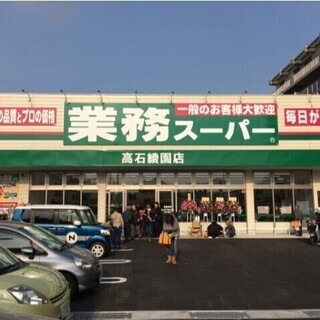 一般のお客様大歓迎
の品質とプロの価格
業務スーパー®
毎日が
高石綾園店
N